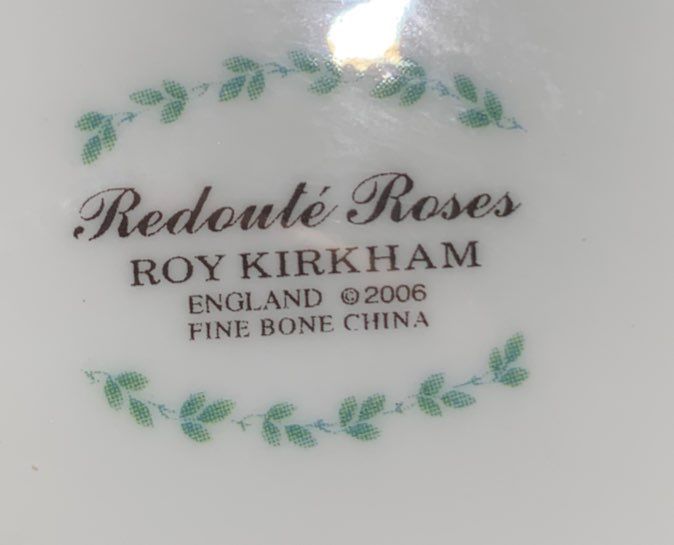 Redouté Roses
ROY KIRKHAM
ENGLAND ©2006
FINE BONE CHINA